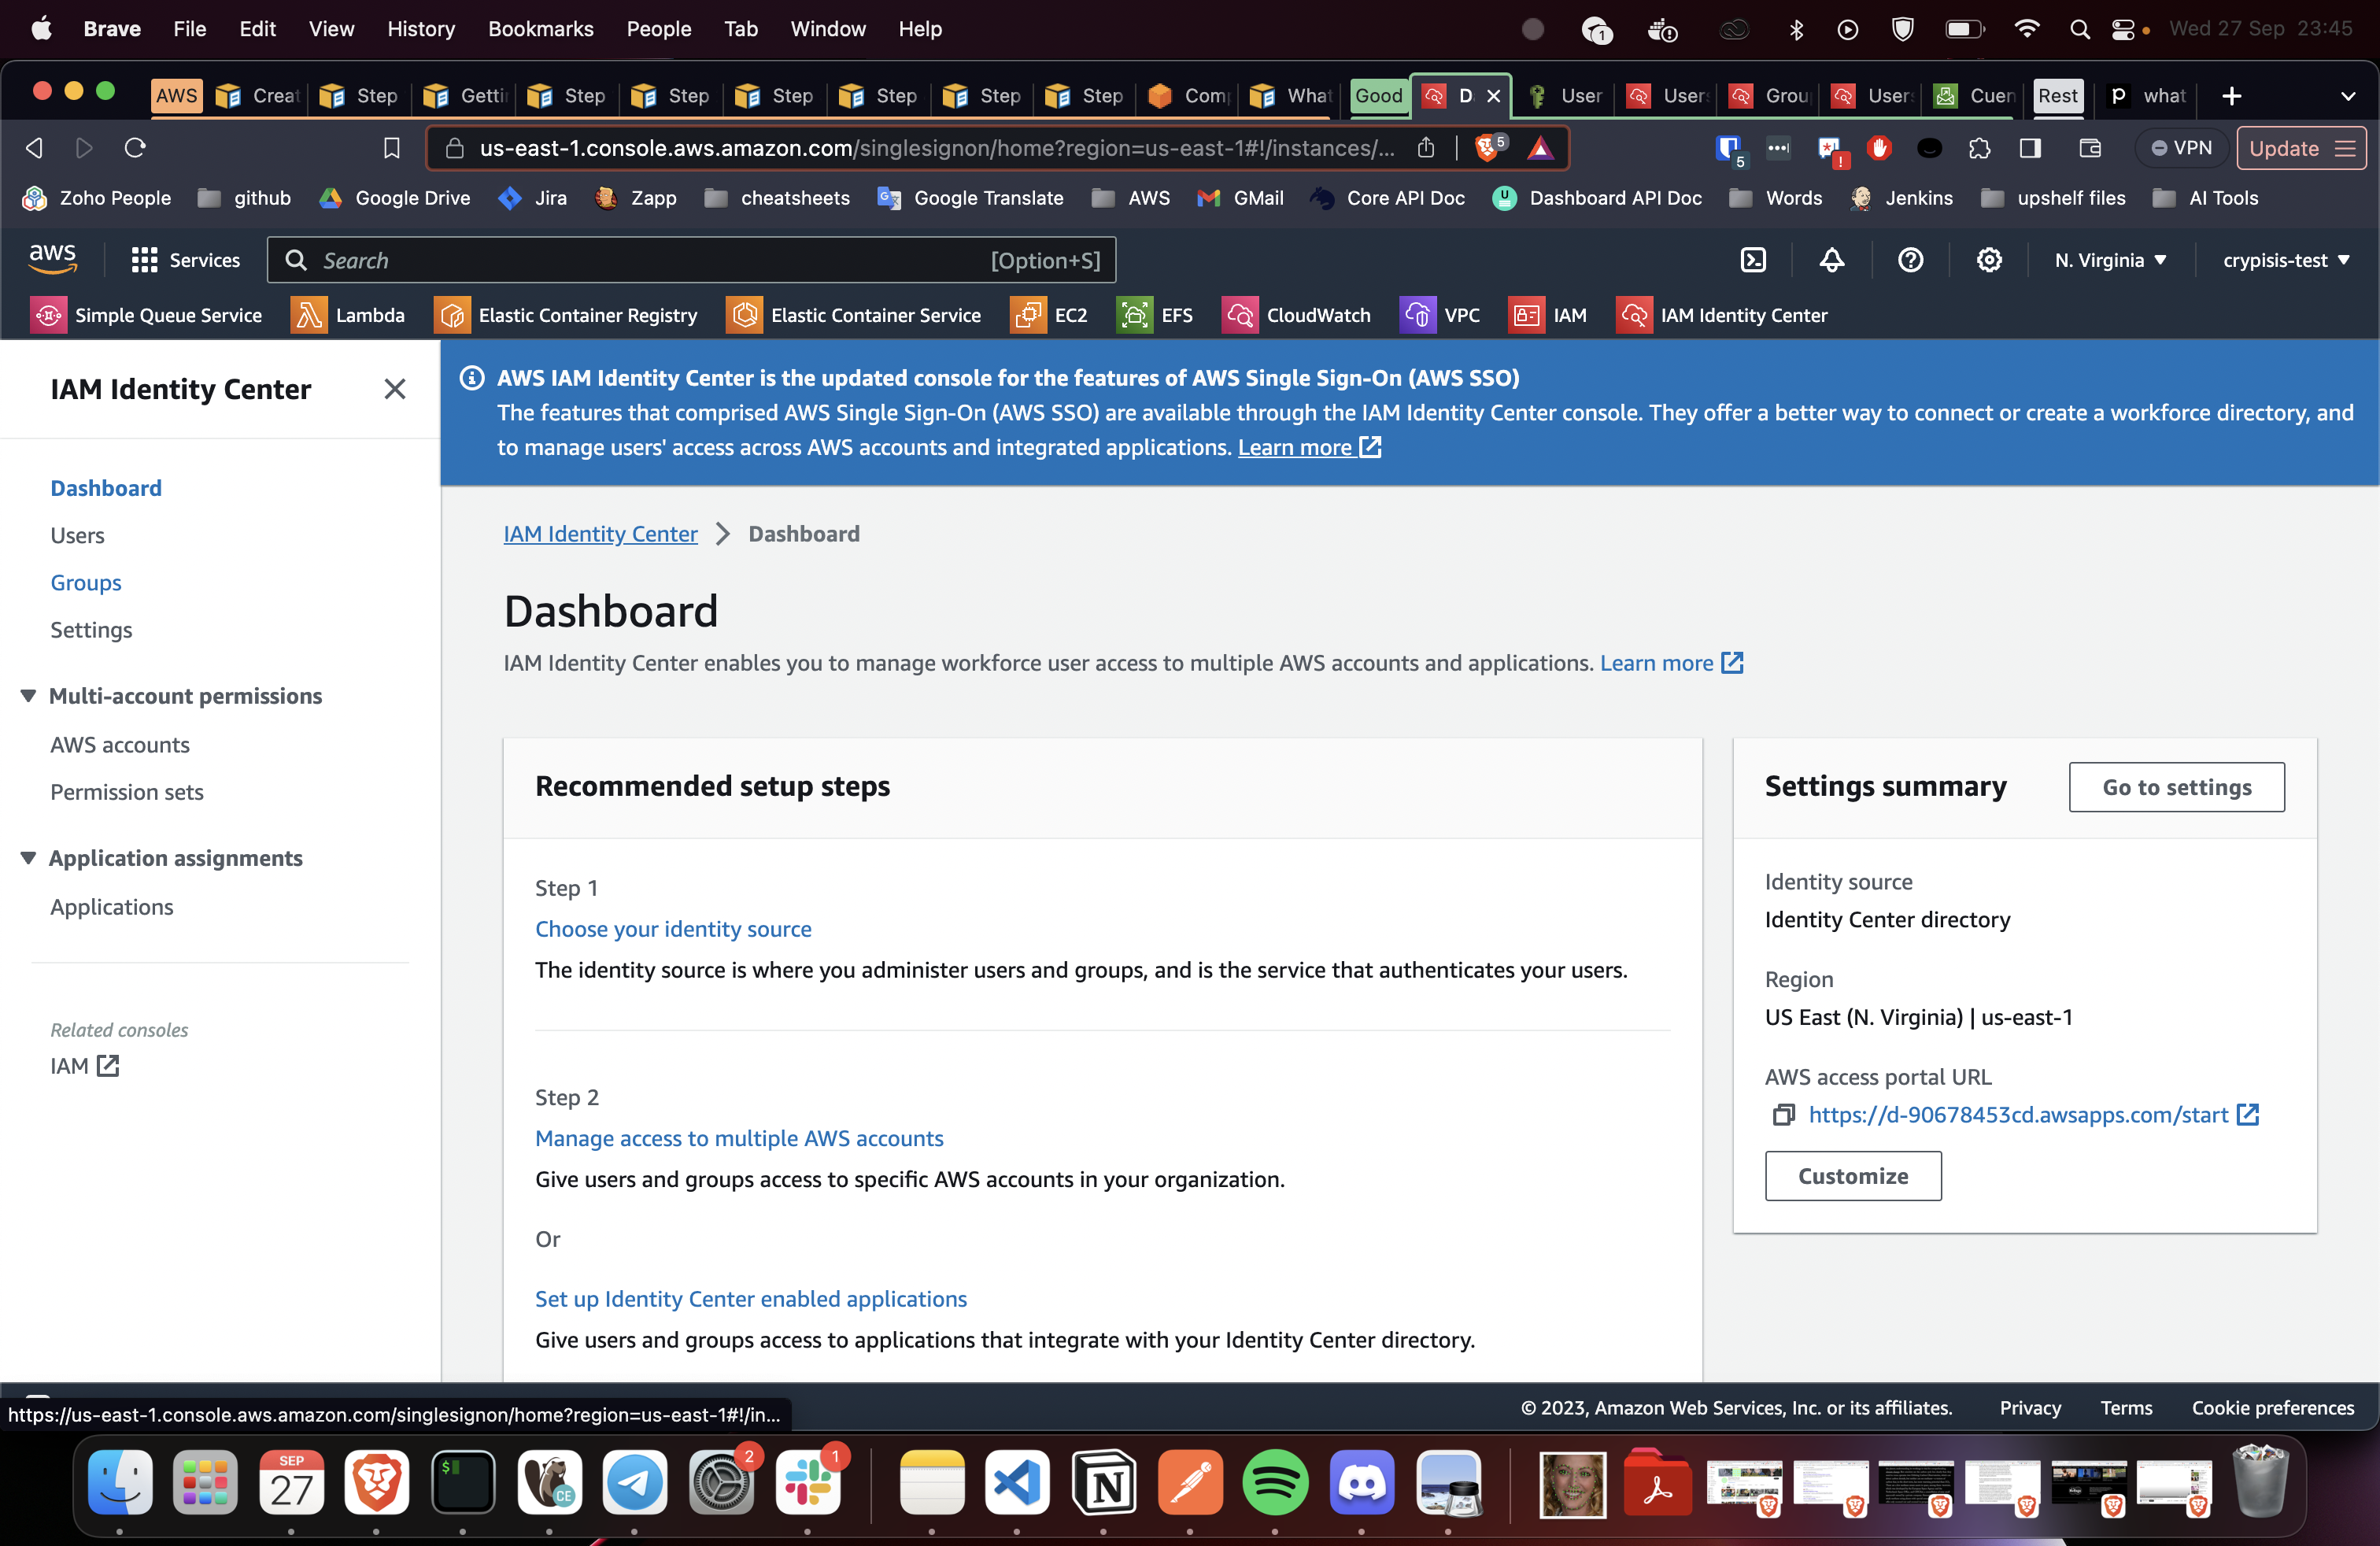 Brave File Edit View History Bookmarks People Tab Window Help 1 Wed 27 Sep 23:45
AWS Creat Step Getti Step Step Step Step Step Step Com What Good D User User Grou User Cuen Rest what
us-east-1.console.aws.amazon.com/singlesignon/home?region=us-east-1#!/instances/... 5 5 ! VPN Update
Zoho People github Google Drive Jira Zapp cheatsheets Google Translate AWS GMail Core API Doc Dashboard API Doc Words Jenkins upshelf files AI Tools
aws Services Search [Option+S] N. Virginia crypisis-test
Simple Queue Service Lambda Elastic Container Registry Elastic Container Service EC2 EFS CloudWatch VPC IAM IAM Identity Center
IAM Identity Center
Dashboard
Users
Groups
Settings
Multi-account permissions
AWS accounts
Permission sets
Application assignments
Applications
Related consoles
IAM
AWS IAM Identity Center is the updated console for the features of AWS Single Sign-On (AWS SSO)
The features that comprised AWS Single Sign-On (AWS SSO) are available through the IAM Identity Center console. They offer a better way to connect or create a workforce directory, and
to manage users' access across AWS accounts and integrated applications. Learn more
IAM Identity Center Dashboard
Dashboard
IAM Identity Center enables you to manage workforce user access to multiple AWS accounts and applications. Learn more
Recommended setup steps
Step 1
Choose your identity source
The identity source is where you administer users and groups, and is the service that authenticates your users.
Step 2
Manage access to multiple AWS accounts
Give users and groups access to specific AWS accounts in your organization.
Or
Set up Identity Center enabled applications
Give users and groups access to applications that integrate with your Identity Center directory.
Settings summary Go to settings
Identity source
Identity Center directory
Region
US East (N. Virginia) | us-east-1
AWS access portal URL
https://d-90678453cd.awsapps.com/start
Customize
https://us-east-1.console.aws.amazon.com/singlesignon/home?region=us-east-1#!/in...
© 2023, Amazon Web Services, Inc. or its affiliates. Privacy Terms Cookie preferences
SEP
27
$
CE
2
1